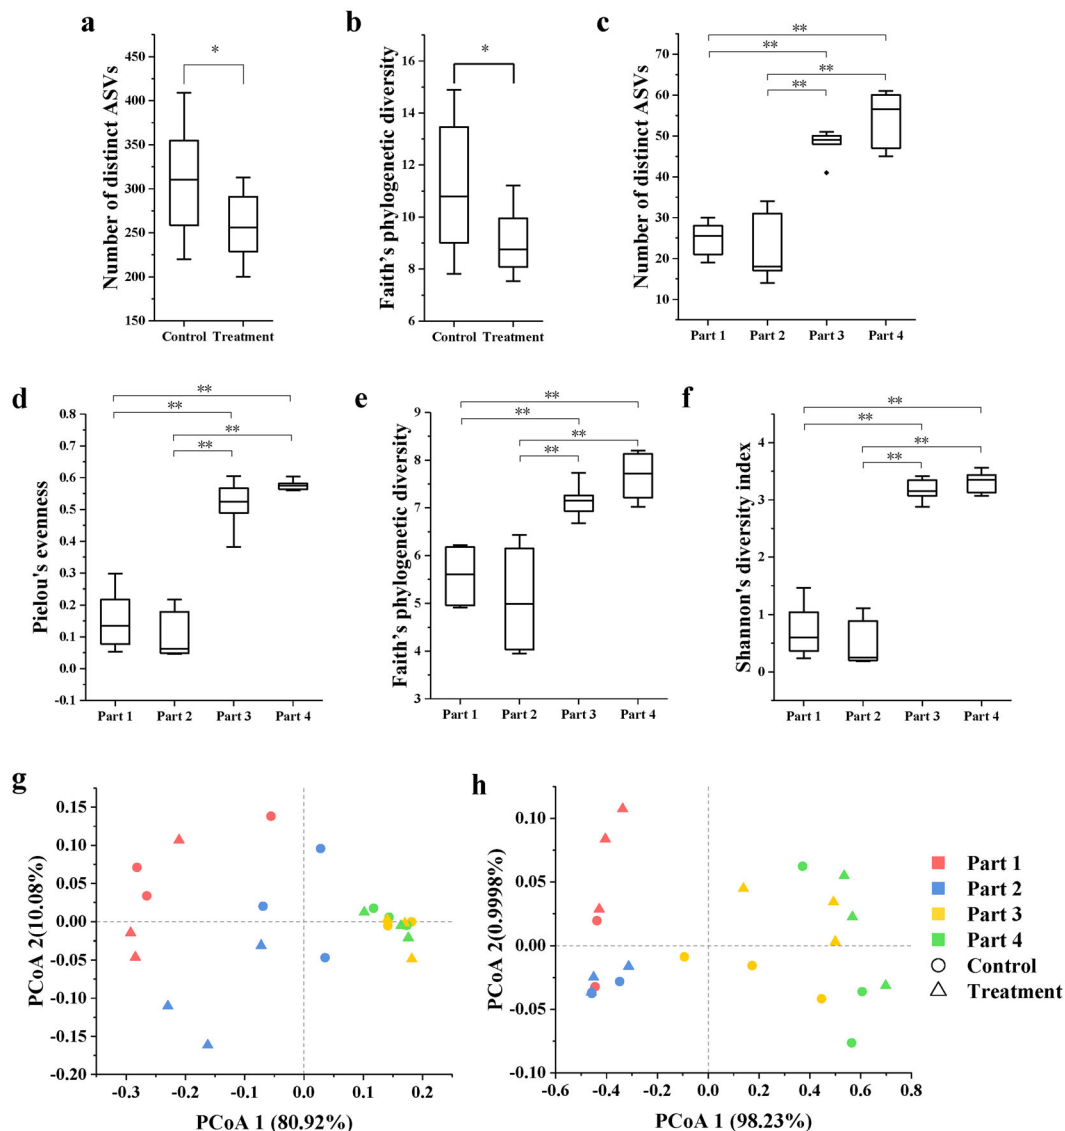 a
Number of distinct ASVs
450
400
350
300
250
200
150
*
Control Treatment
b
Faith's phylogenetic diversity
16
14
12
10
8
6
*
Control Treatment
c
Number of distinct ASVs
70
60
50
40
30
20
10
**
**
**
**
Part 1 Part 2 Part 3 Part 4
d
Pielou's evenness
0.8
0.7
0.6
0.5
0.4
0.3
0.2
0.1
0.0
-0.1
**
**
**
**
Part 1 Part 2 Part 3 Part 4
e
Faith's phylogenetic diversity
9
8
7
6
5
4
3
**
**
**
**
Part 1 Part 2 Part 3 Part 4
f
Shannon's diversity index
4
3
2
1
0
**
**
**
**
Part 1 Part 2 Part 3 Part 4
g
PCoA 2(10.08%)
0.15
0.10
0.05
0.00
-0.05
-0.10
-0.15
-0.20
-0.3 -0.2 -0.1 0.0 0.1 0.2
PCoA 1 (80.92%)
h
PCoA 2(0.9998%)
0.10
0.05
0.00
-0.05
-0.10
-0.6 -0.4 -0.2 0.0 0.2 0.4 0.6 0.8
PCoA 1 (98.23%)
Part 1
Part 2
Part 3
Part 4
Control
Treatment